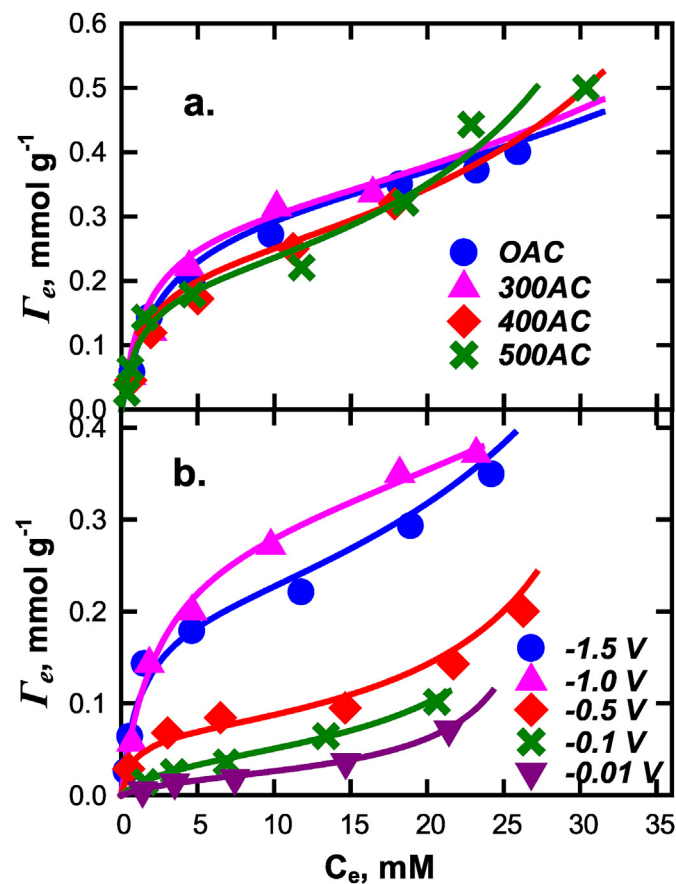 0.6
0.5
0.4
0.3
0.2
0.1
0.0
Γe, mmol g-1
a.
OAC
300AC
400AC
500AC
0.4
0.3
0.2
0.1
0.0
Γe, mmol g-1
b.
-1.5 V
-1.0 V
-0.5 V
-0.1 V
-0.01 V
0 5 10 15 20 25 30 35
Ce, mM